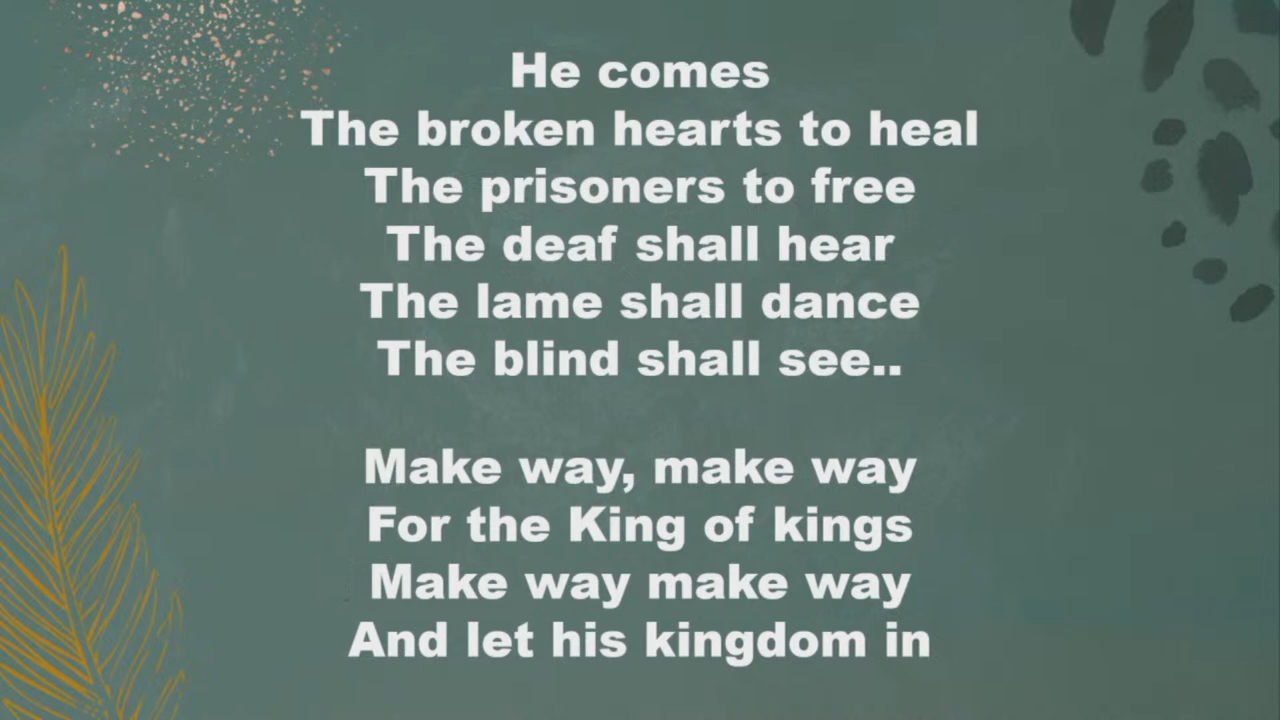 He comes
The broken hearts to heal
The prisoners to free
The deaf shall hear
The lame shall dance
The blind shall see..
Make way, make way
For the King of kings
Make way make way
And let his kingdom in